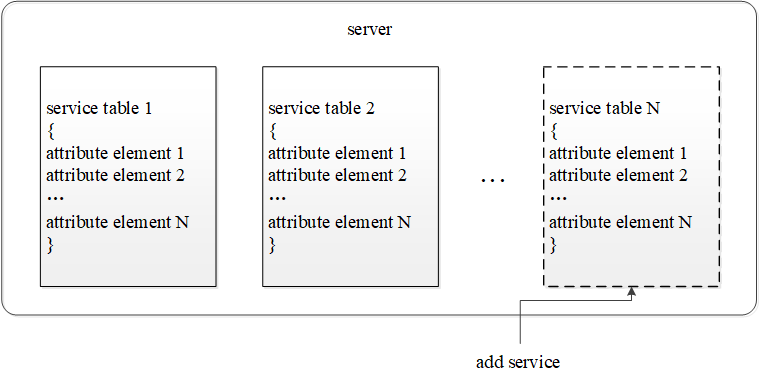 server
service table 1
{
attribute element 1
attribute element 2
...
attribute element N
}
service table 2
{
attribute element 1
attribute element 2
...
attribute element N
}
...
service table N
{
attribute element 1
attribute element 2
...
attribute element N
}
add service